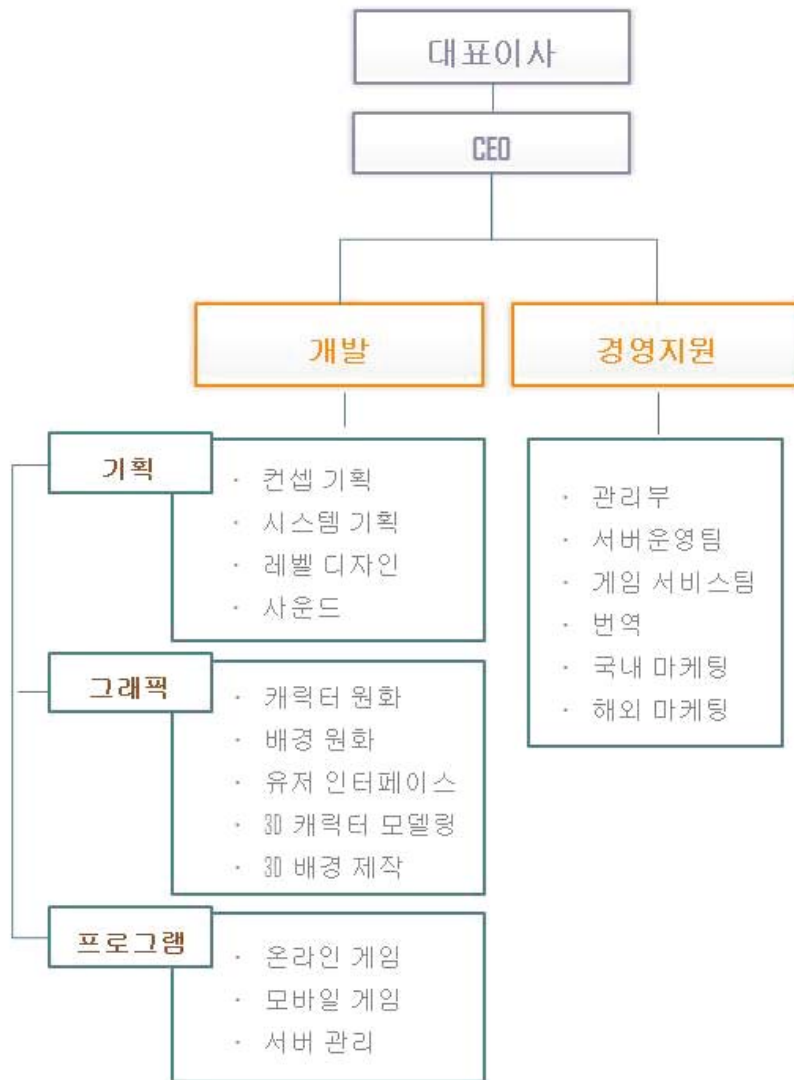 대표이사
CEO
개발
경영지원
기획
· 컨셉 기획
· 시스템 기획
· 레벨 디자인
· 사운드
그래픽
· 캐릭터 원화
· 배경 원화
· 유저 인터페이스
· 3D 캐릭터 모델링
· 3D 배경 제작
프로그램
· 온라인 게임
· 모바일 게임
· 서버 관리
· 관리부
· 서버운영팀
· 게임 서비스팀
· 번역
· 국내 마케팅
· 해외 마케팅